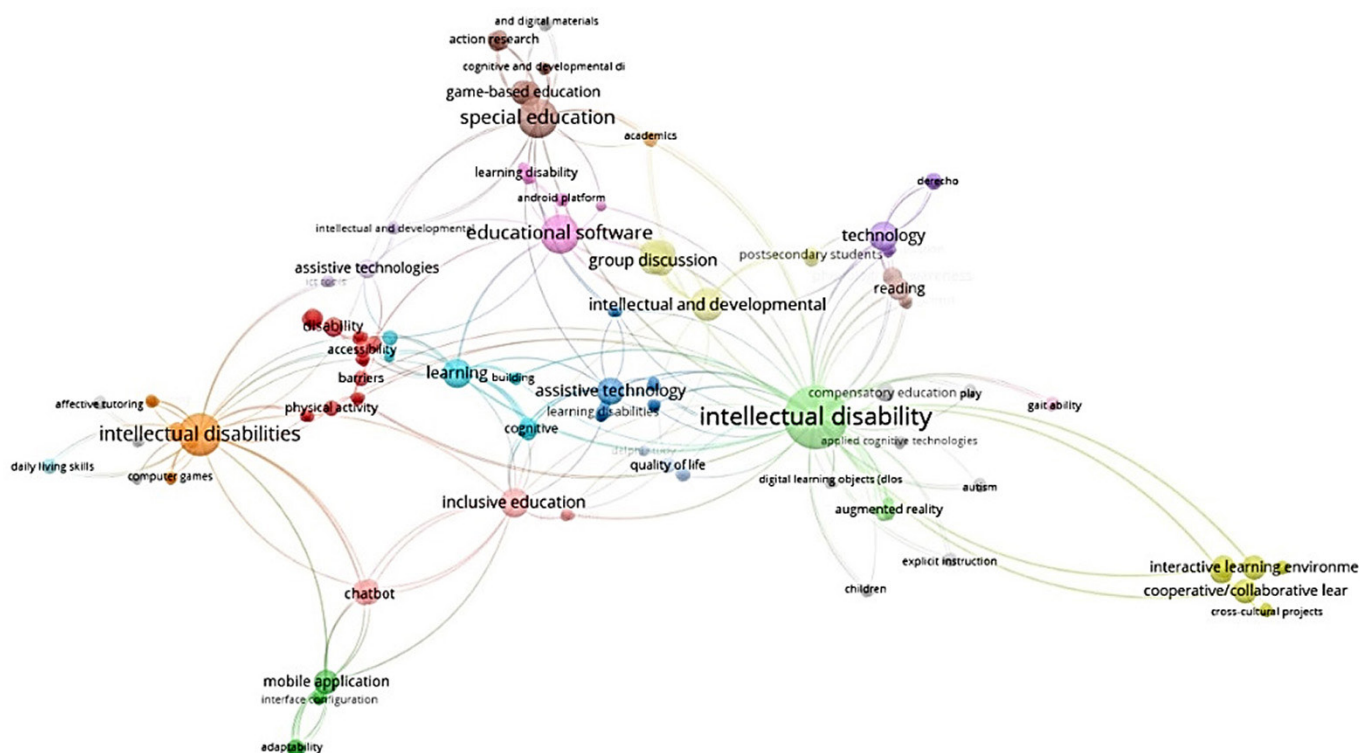 and digital materials
action research
cognitive and developmental di
game-based education
special education
academics
learning disability
derecho
android platform
intellectual and developmental
educational software
technology
group discussion
postsecondary students
assistive technologies
ict tools
reading
intellectual and developmental
disability
accessibility
learning
building
barriers
assistive technology
compensatory education
play
affective tutoring
physical activity
learning disabilities
intellectual disability
gait ability
intellectual disabilities
cognitive
applied cognitive technologies
delphi study
daily living skills
quality of life
computer games
digital learning objects (dlos
autism
inclusive education
augmented reality
explicit instruction
interactive learning environme
chatbot
children
cooperative/collaborative lear
cross-cultural projects
mobile application
interface configuration
adaptability